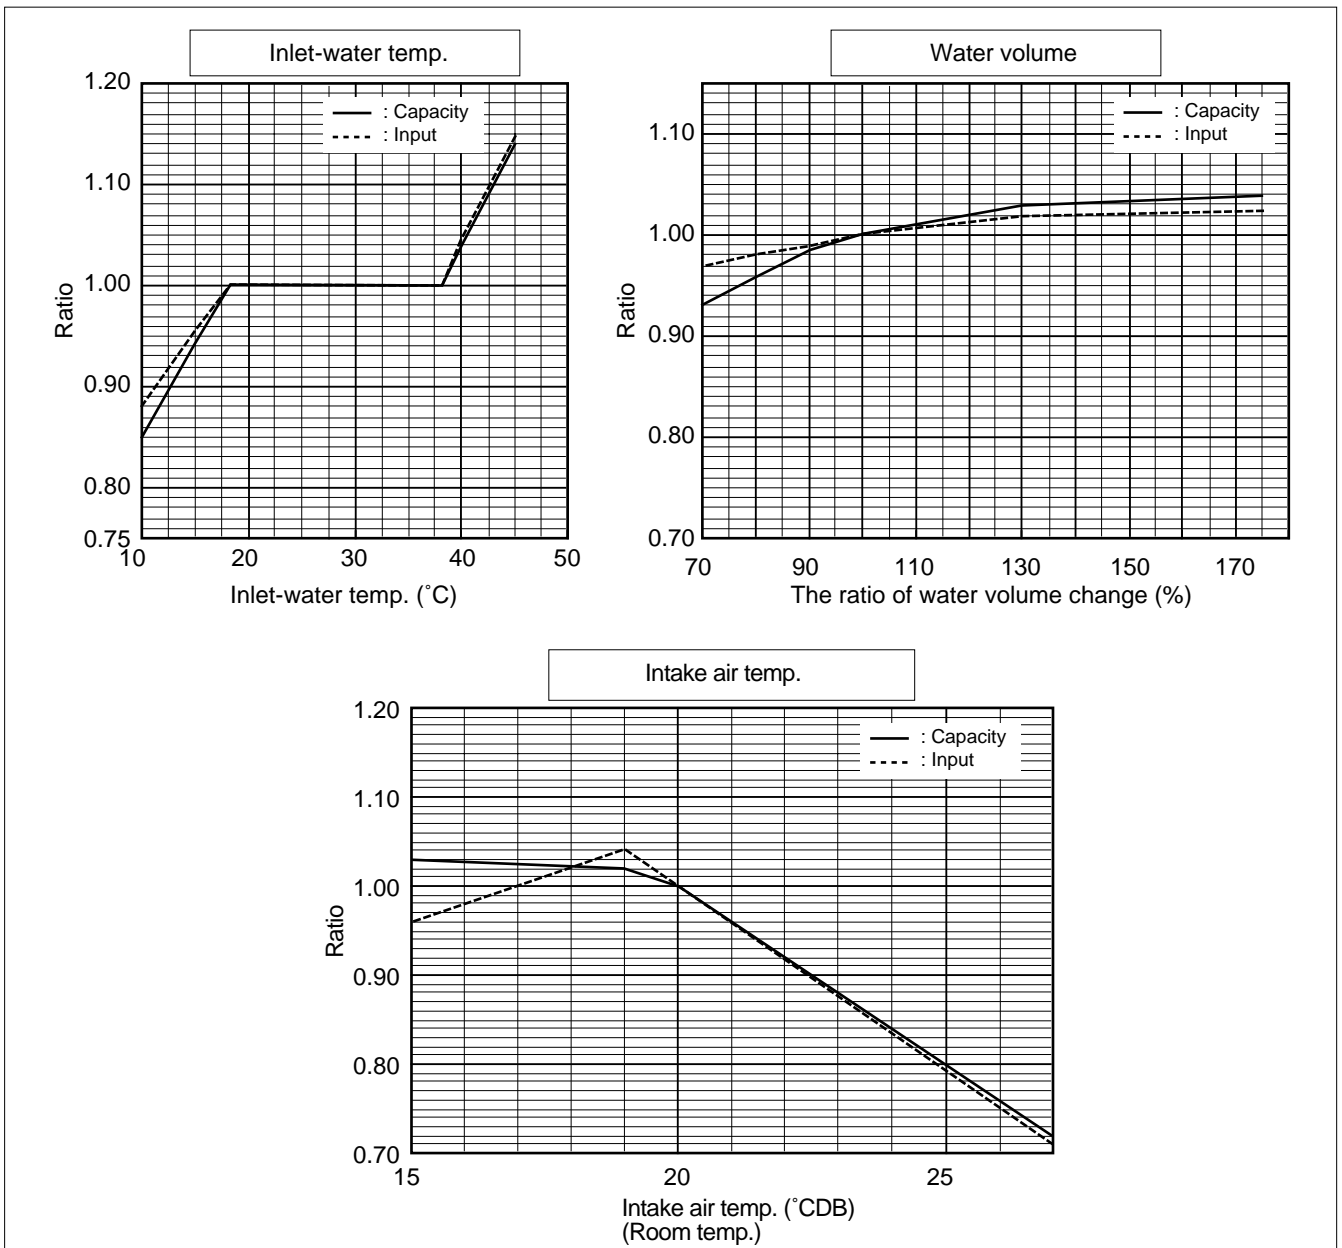 Inlet-water temp.
1.20
1.10
1.00
0.90
0.80
0.75
Ratio
: Capacity
: Input
10
20
30
40
50
Inlet-water temp. (˚C)
Water volume
1.10
1.00
0.90
0.80
0.70
Ratio
: Capacity
: Input
70
90
110
130
150
170
The ratio of water volume change (%)
Intake air temp.
1.20
1.10
1.00
0.90
0.80
0.70
Ratio
: Capacity
: Input
15
20
25
Intake air temp. (˚CDB)
(Room temp.)